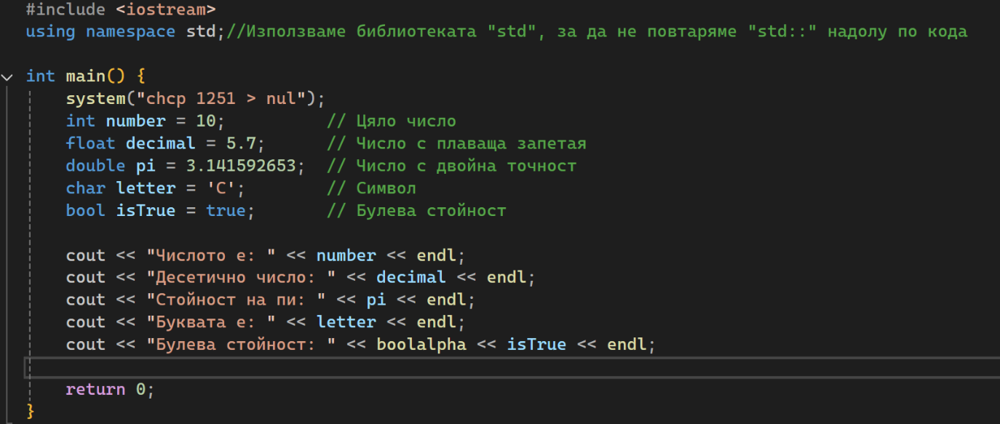 #include <iostream>
using namespace std;//Използваме библиотеката "std", за да не повтаряме "std::" надолу по кода
int main() {
system("chcp 1251 > nul");
int number = 10; // Цяло число
float decimal = 5.7; // Число с плаваща запетая
double pi = 3.141592653; // Число с двойна точност
char letter = 'C'; // Символ
bool isTrue = true; // Булева стойност
cout << "Числото е: " << number << endl;
cout << "Десетично число: " << decimal << endl;
cout << "Стойност на пи: " << pi << endl;
cout << "Буквата е: " << letter << endl;
cout << "Булева стойност: " << boolalpha << isTrue << endl;
return 0;
}